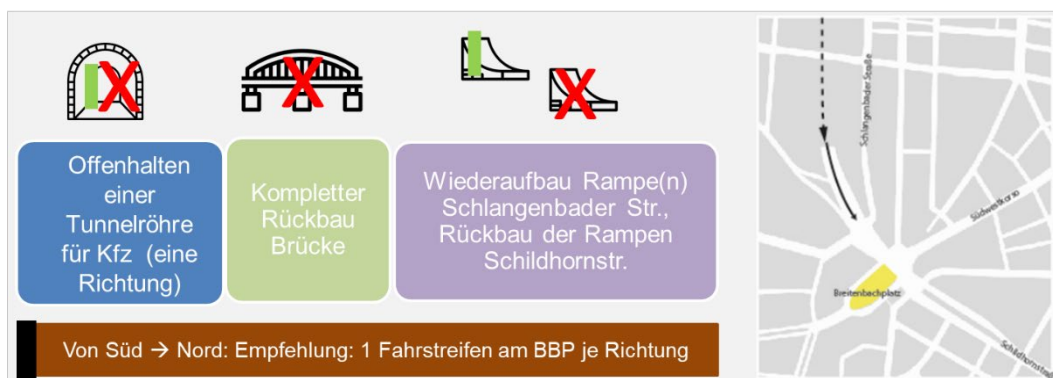 Offenhalten
einer
Tunnelröhre
für Kfz (eine
Richtung)
Kompletter
Rückbau
Brücke
Wiederaufbau Rampe(n)
Schlangenbader Str.,
Rückbau der Rampen
Schildhornstr.
Von Süd → Nord: Empfehlung: 1 Fahrstreifen am BBP je Richtung
Schlangenbader Straße
Südwestkorso
Breitenbachplatz